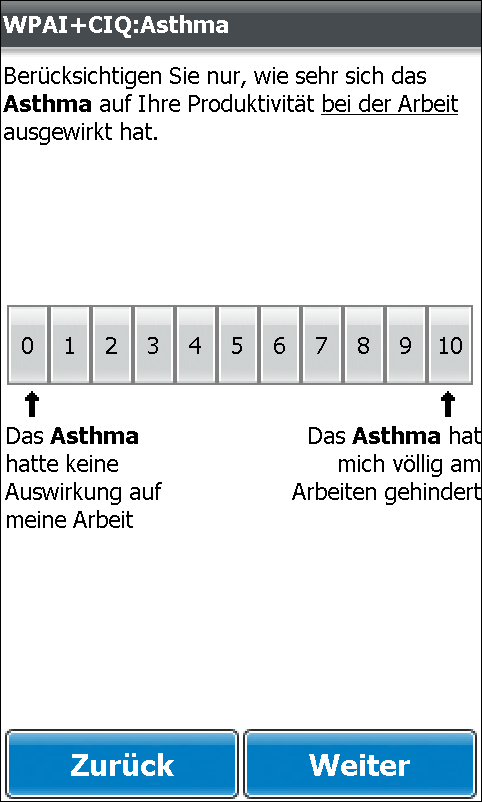 WPAI+CIQ:Asthma
Berücksichtigen Sie nur, wie sehr sich das
Asthma auf Ihre Produktivität bei der Arbeit
ausgewirkt hat.
0 1 2 3 4 5 6 7 8 9 10
Das Asthma
hatte keine
Auswirkung auf
meine Arbeit
Das Asthma hat
mich völlig am
Arbeiten gehindert
Zurück
Weiter